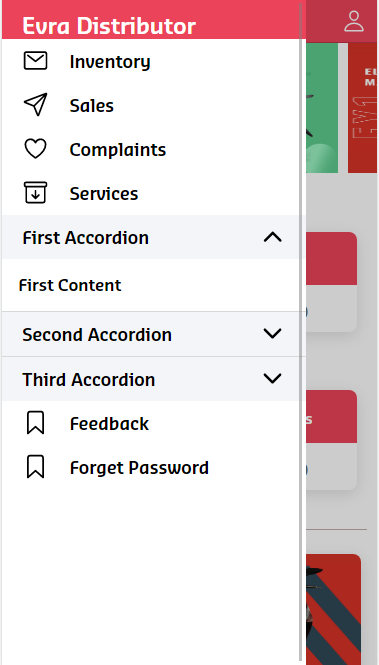 Evra Distributor
Inventory
Sales
Complaints
Services
First Accordion
First Content
Second Accordion
Third Accordion
Feedback
Forget Password